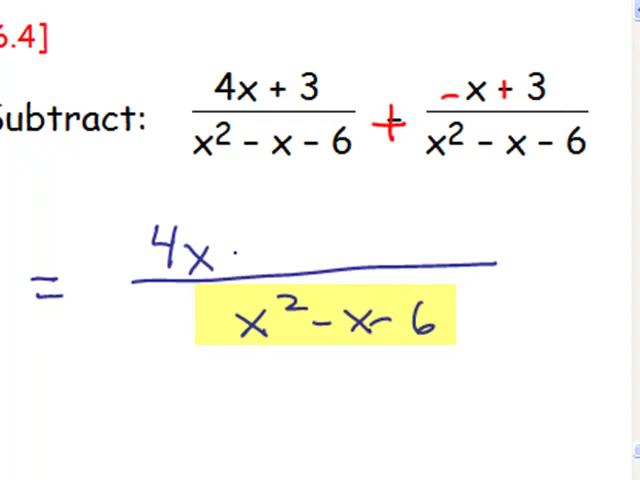 6.4]
Subtract: 4x + 3 / x² - x - 6 + -x + 3 / x² - x - 6
= 4x / x² - x - 6